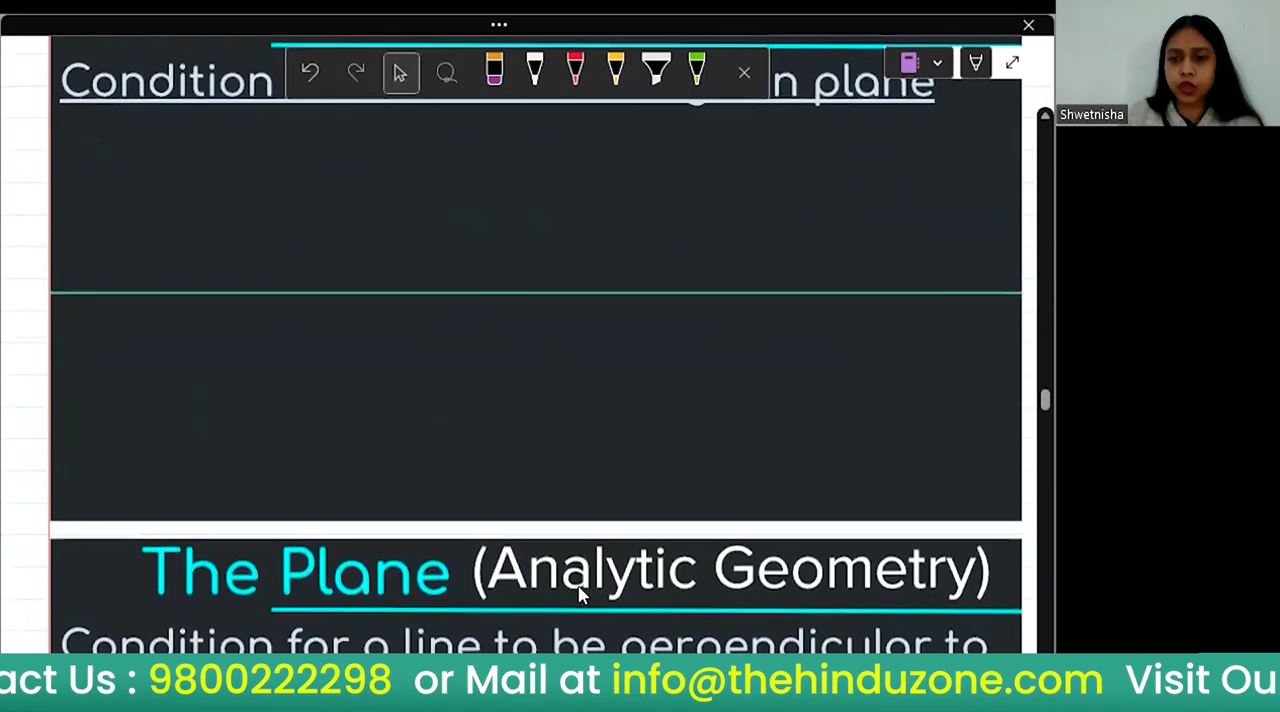 Condition n plane
Shwetnisha
The Plane (Analytic Geometry)
Condition for a line to be perpendicular to
act Us : 9800222298 or Mail at info@thehinduzone.com Visit Ou